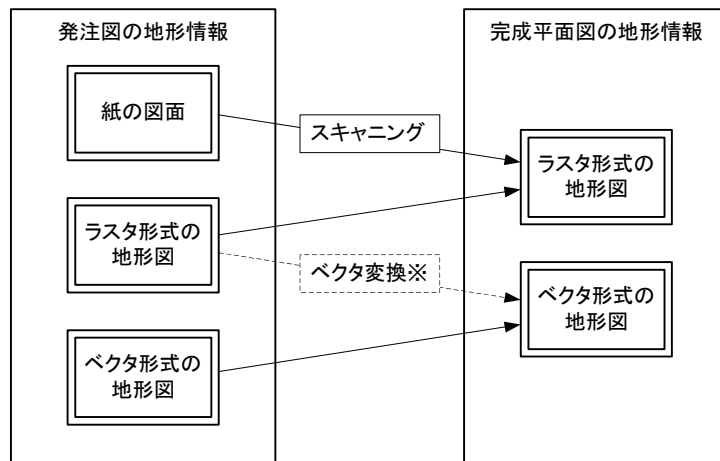 発注図の地形情報
完成平面図の地形情報
紙の図面
スキャニング
ラスタ形式の
地形図
ラスタ形式の
地形図
ベクタ変換※
ベクタ形式の
地形図
ベクタ形式の
地形図